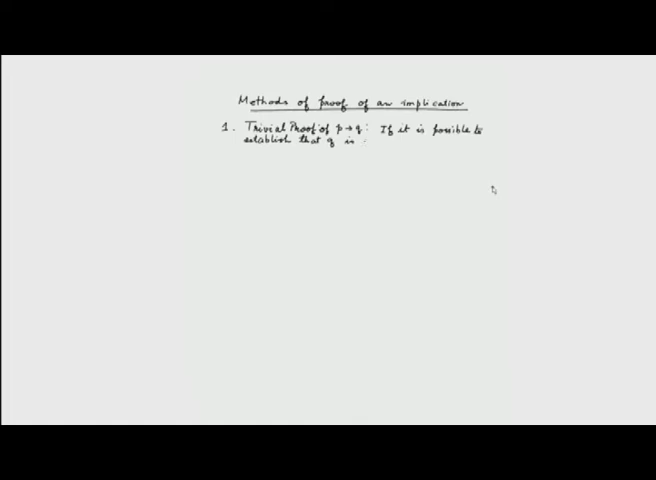 Methods of proof of an implication
1. Trivial Proof of p → q : If it is possible to
establish that q is